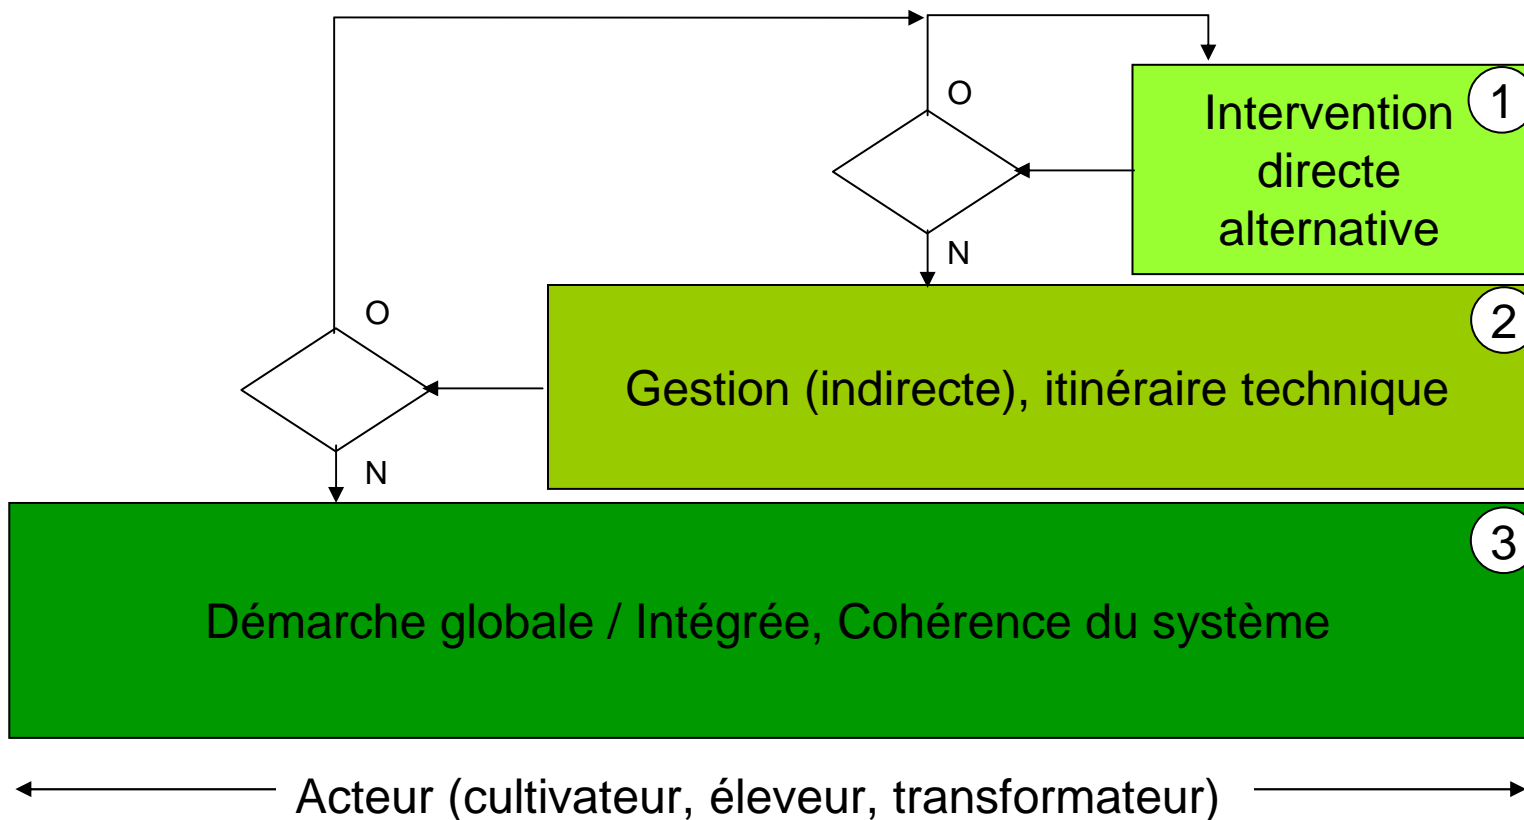 O
1
Intervention
directe
alternative
N
2
O
Gestion (indirecte), itinéraire technique
N
3
Démarche globale / Intégrée, Cohérence du système
Acteur (cultivateur, éleveur, transformateur)